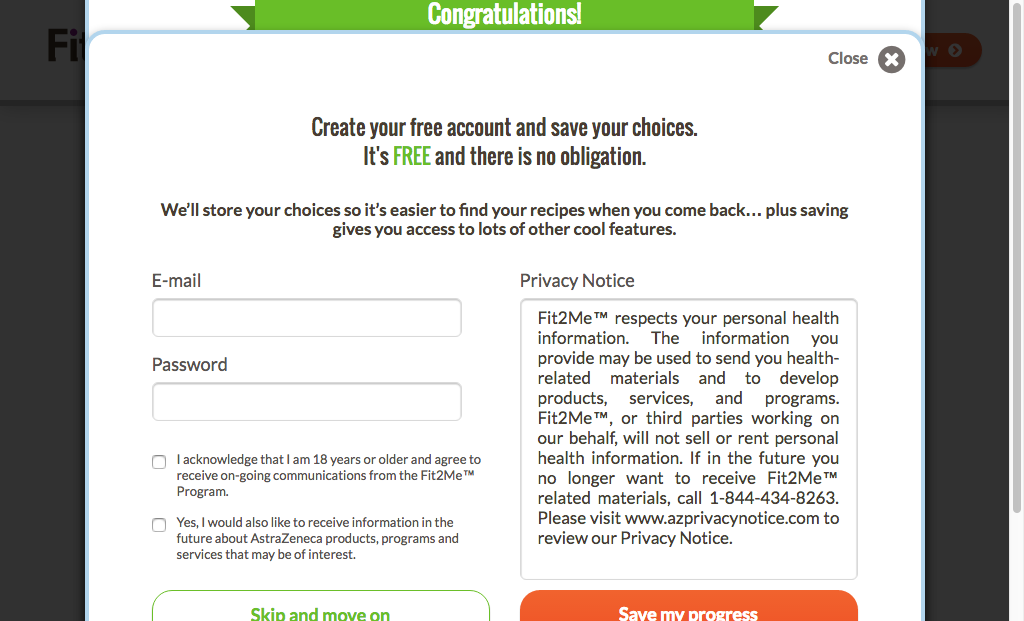 Congratulations!
Fit
w
Close
Create your free account and save your choices.
It's FREE and there is no obligation.
We'll store your choices so it's easier to find your recipes when you come back… plus saving
gives you access to lots of other cool features.
E-mail
Password
I acknowledge that I am 18 years or older and agree to
receive on-going communications from the Fit2Me™
Program.
Yes, I would also like to receive information in the
future about AstraZeneca products, programs and
services that may be of interest.
Skip and move on
Privacy Notice
Fit2Me™ respects your personal health
information. The information you
provide may be used to send you health-
related materials and to develop
products, services, and programs.
Fit2Me™, or third parties working on
our behalf, will not sell or rent personal
health information. If in the future you
no longer want to receive Fit2Me™
related materials, call 1-844-434-8263.
Please visit www.azprivacynotice.com to
review our Privacy Notice.
Save my progress